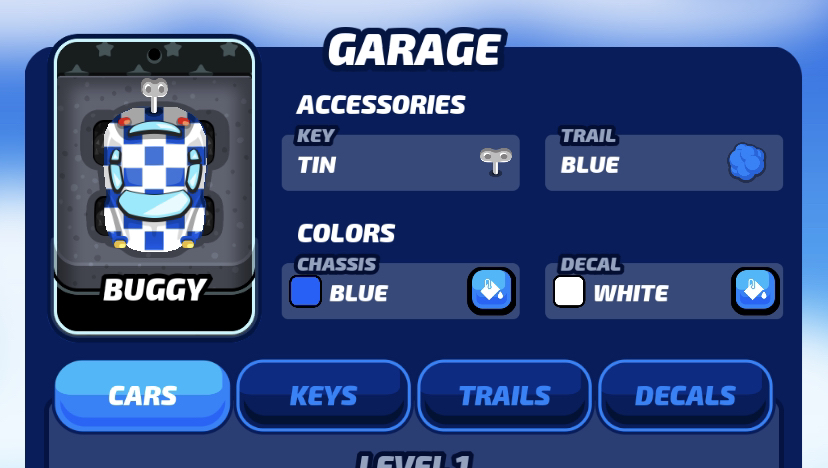 GARAGE
BUGGY
ACCESSORIES
KEY
TIN
TRAIL
BLUE
COLORS
CHASSIS
BLUE
DECAL
WHITE
CARS
KEYS
TRAILS
DECALS
LEVEL 1